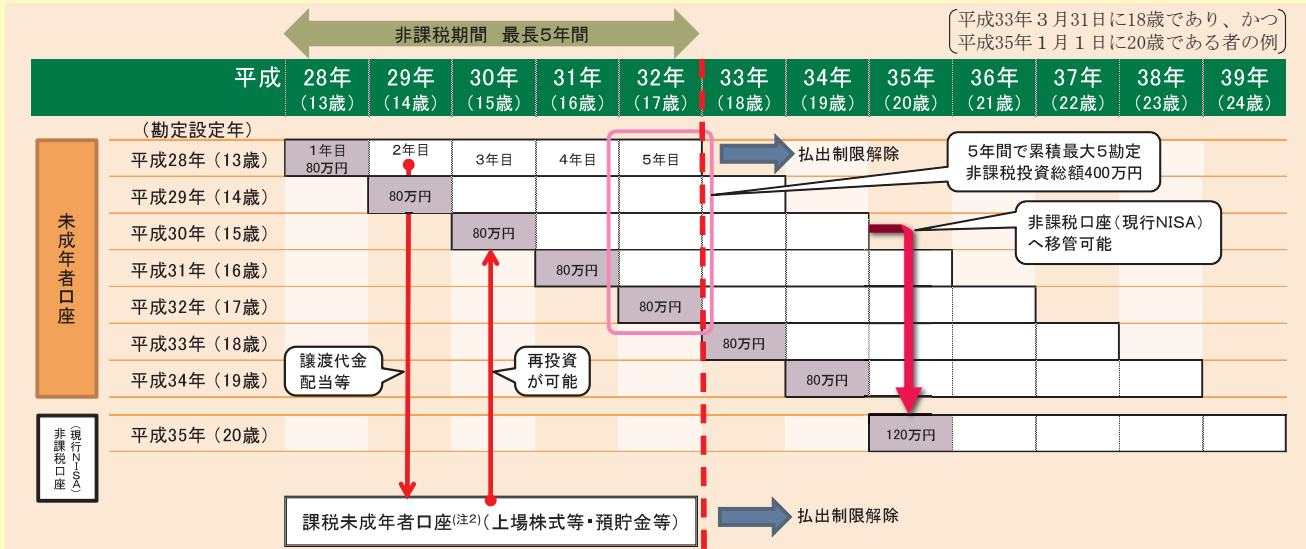 非課税期間 最長5年間
平成33年3月31日に18歳であり、かつ
平成35年1月1日に20歳である者の例
平成 28年 29年 30年 31年 32年 33年 34年 35年 36年 37年 38年 39年
(13歳) (14歳) (15歳) (16歳) (17歳) (18歳) (19歳) (20歳) (21歳) (22歳) (23歳) (24歳)
(勘定設定年)
未成年者口座
平成28年(13歳) 1年目 80万円 2年目 3年目 4年目 5年目
払出制限解除
5年間で累積最大5勘定
非課税投資総額400万円
平成29年(14歳) 80万円
平成30年(15歳) 80万円
非課税口座(現行NISA)
へ移管可能
平成31年(16歳) 80万円
平成32年(17歳) 80万円
平成33年(18歳) 80万円
譲渡代金
配当等
再投資
が可能
平成34年(19歳) 80万円
非課税口座
(現行NISA)
平成35年(20歳) 120万円
課税未成年者口座(注2)(上場株式等・預貯金等)
払出制限解除